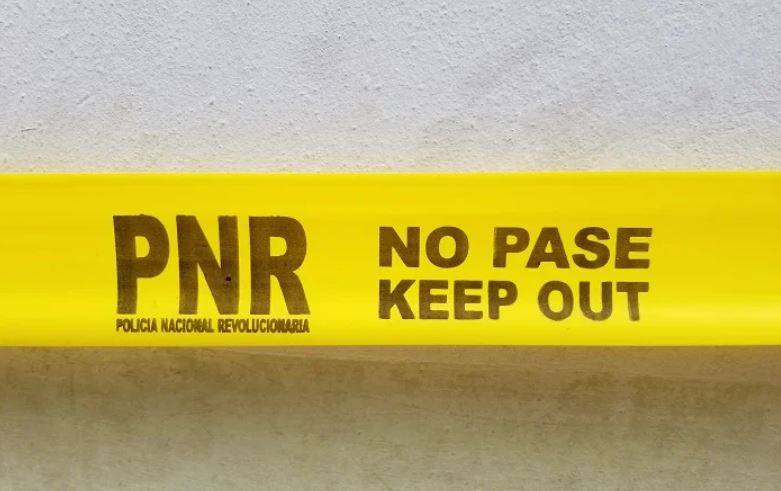 PNR
POLICIA NACIONAL REVOLUCIONARIA
NO PASE
KEEP OUT